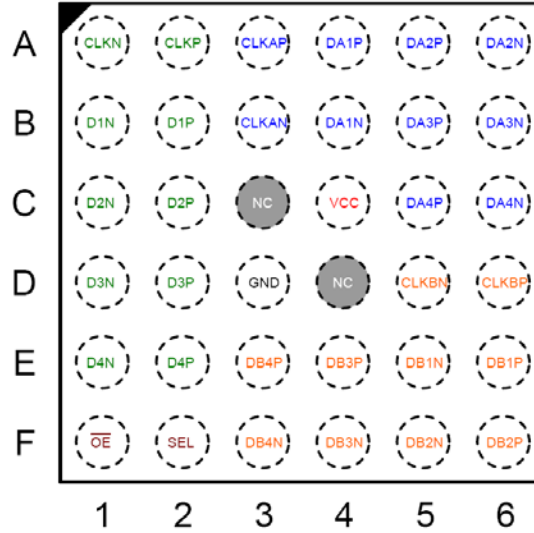 A CLKN CLKP CLKAP DA1P DA2P DA2N
B D1N D1P CLKAN DA1N DA3P DA3N
C D2N D2P NC VCC DA4P DA4N
D D3N D3P GND NC CLKBN CLKBP
E D4N D4P DB4P DB3P DB1N DB1P
F OE SEL DB4N DB3N DB2N DB2P
1 2 3 4 5 6